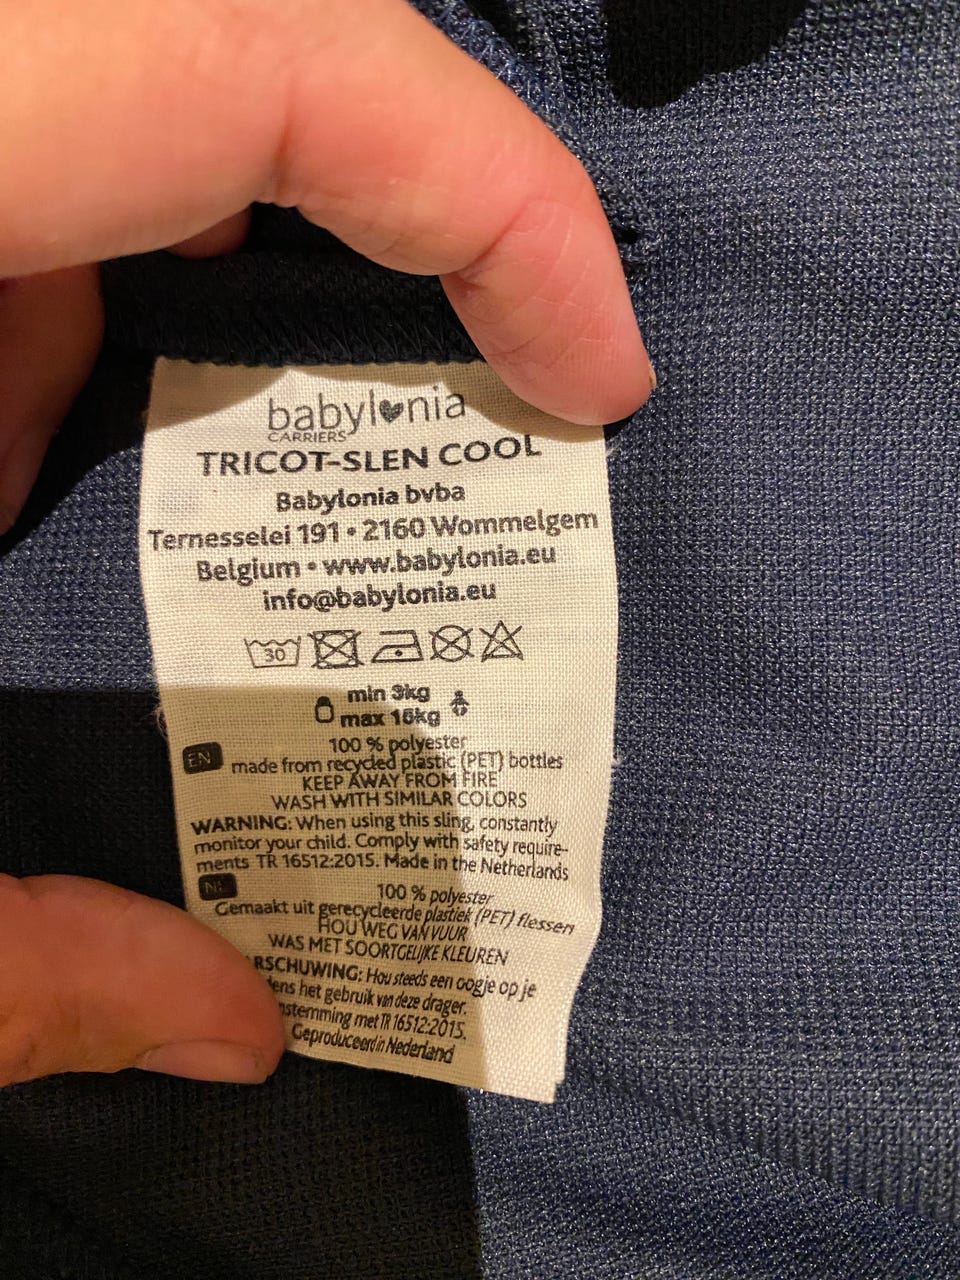 babylonia
CARRIERS
TRICOT-SLEN COOL
Babylonia bvba
Ternesselei 191 • 2160 Wommelgem
Belgium • www.babylonia.eu
info@babylonia.eu
30
min 3kg
max 16kg
100 % polyester
EN made from recycled plastic (PET) bottles
KEEP AWAY FROM FIRE
WASH WITH SIMILAR COLORS
WARNING: When using this sling, constantly
monitor your child. Comply with safety require-
ments TR 16512:2015. Made in the Netherlands
NL 100 % polyester
Gemaakt uit gerecycleerde plastiek (PET) flessen
HOU WEG VAN VUUR
WAS MET SOORTGELIJKE KLEUREN
RSCHUWING: Hou steeds een oogje op je
dens het gebruik van deze drager.
nstemming met TR 16512:2015.
Geproduceerd in Nederland